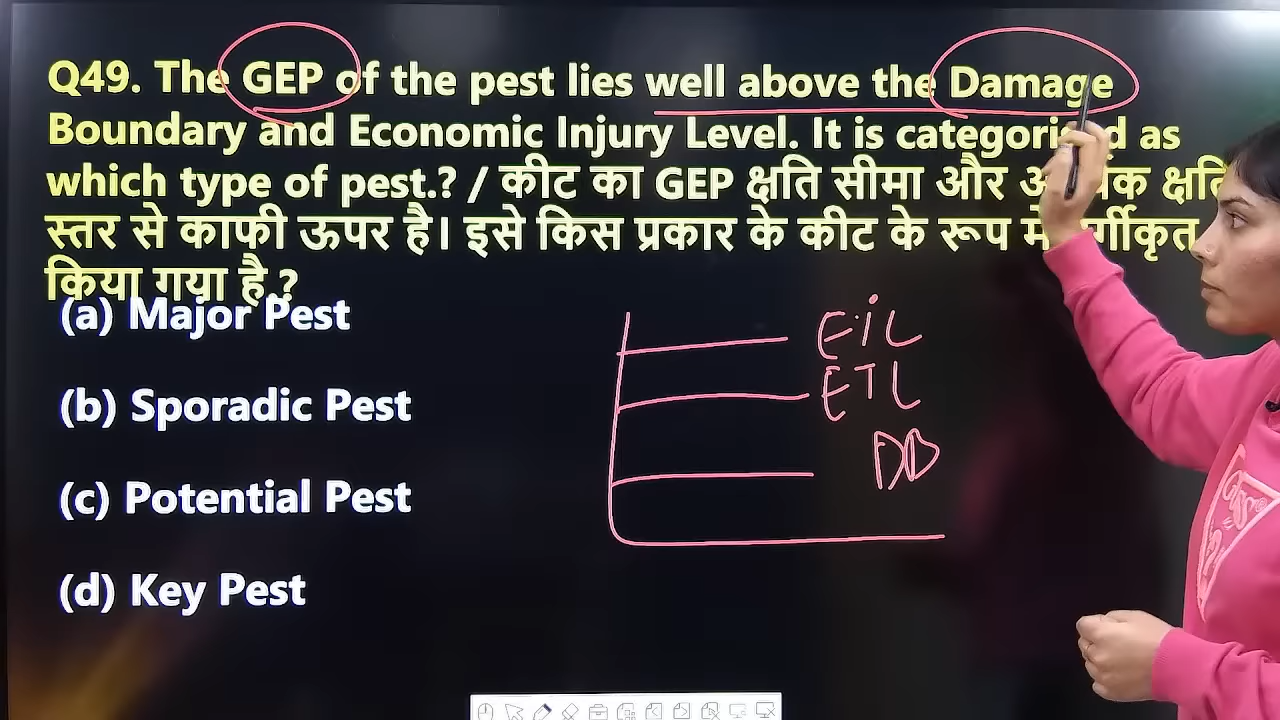 Q49. The GEP of the pest lies well above the Damage
Boundary and Economic Injury Level. It is categorised as
which type of pest.? / कीट का GEP क्षति सीमा और क्षति
स्तर से काफी ऊपर है। इसे किस प्रकार के कीट के रूप में
किया गया है ?
(a) Major Pest
(b) Sporadic Pest
(c) Potential Pest
(d) Key Pest
EIL
ETL
DB